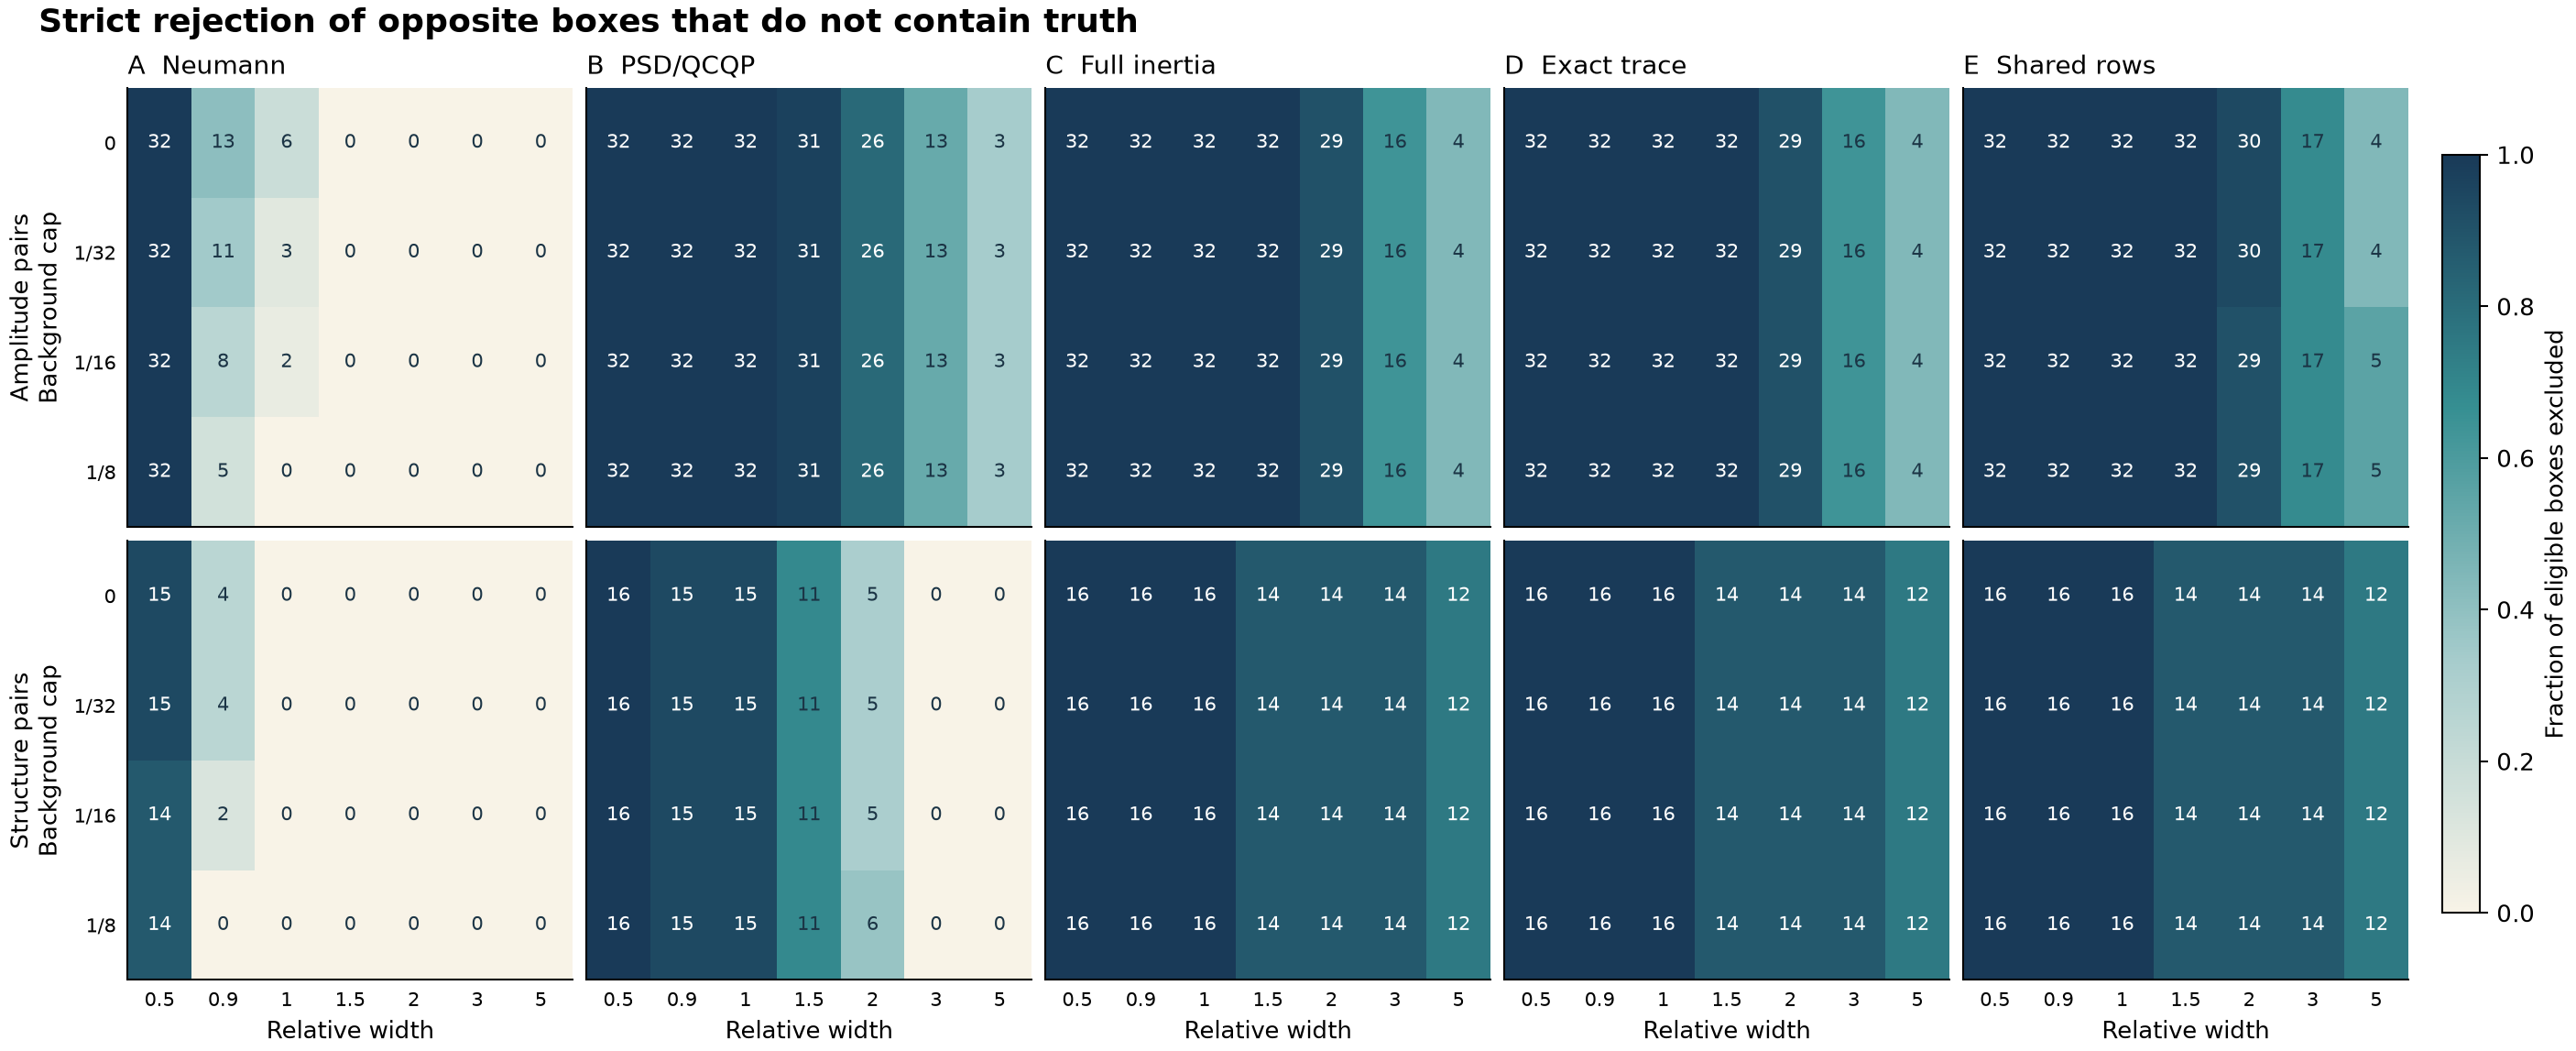 Strict rejection of opposite boxes that do not contain truth
A Neumann
B PSD/QCQP
C Full inertia
D Exact trace
E Shared rows
Amplitude pairs
Background cap
0
32 13 6 0 0 0 0
32 32 32 31 26 13 3
32 32 32 32 29 16 4
32 32 32 32 29 16 4
32 32 32 32 30 17 4
1/32
32 11 3 0 0 0 0
32 32 32 31 26 13 3
32 32 32 32 29 16 4
32 32 32 32 29 16 4
32 32 32 32 30 17 4
1/16
32 8 2 0 0 0 0
32 32 32 31 26 13 3
32 32 32 32 29 16 4
32 32 32 32 29 16 4
32 32 32 32 29 17 5
1/8
32 5 0 0 0 0 0
32 32 32 31 26 13 3
32 32 32 32 29 16 4
32 32 32 32 29 16 4
32 32 32 32 29 17 5
Structure pairs
Background cap
0
15 4 0 0 0 0 0
16 15 15 11 5 0 0
16 16 16 14 14 14 12
16 16 16 14 14 14 12
16 16 16 14 14 14 12
1/32
15 4 0 0 0 0 0
16 15 15 11 5 0 0
16 16 16 14 14 14 12
16 16 16 14 14 14 12
16 16 16 14 14 14 12
1/16
14 2 0 0 0 0 0
16 15 15 11 5 0 0
16 16 16 14 14 14 12
16 16 16 14 14 14 12
16 16 16 14 14 14 12
1/8
14 0 0 0 0 0 0
16 15 15 11 6 0 0
16 16 16 14 14 14 12
16 16 16 14 14 14 12
16 16 16 14 14 14 12
0.5 0.9 1 1.5 2 3 5
0.5 0.9 1 1.5 2 3 5
0.5 0.9 1 1.5 2 3 5
0.5 0.9 1 1.5 2 3 5
0.5 0.9 1 1.5 2 3 5
Relative width
Relative width
Relative width
Relative width
Relative width
1.0
0.8
0.6
0.4
0.2
0.0
Fraction of eligible boxes excluded